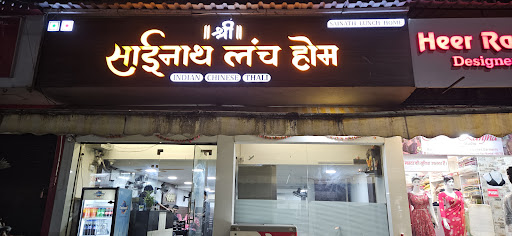 ॥ श्री ॥
SAINATH LUNCH HOME
साईनाथ लंच होम
INDIAN CHINESE THALI
Heer Ra
Designe